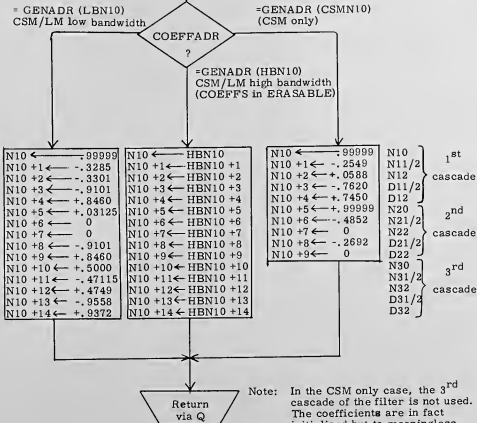 = GENADR (LBN10)
CSM/LM low bandwidth
=GENADR (CSMN10)
(CSM only)
COEFFADR
?
=GENADR (HBN10)
CSM/LM high bandwidth
(COEFFS in ERASABLE)
N10 ← .99999
N10 +1← -.3285
N10 +2← -.3301
N10 +3← -.9101
N10 +4← +.8460
N10 +5← +.03125
N10 +6← 0
N10 +7← 0
N10 +8← -.9101
N10 +9← +.8460
N10 +10← +.5000
N10 +11← -.47115
N10 +12← +.4749
N10 +13← -.9558
N10 +14← +.9372
N10 ← HBN10
N10 +1← HBN10 +1
N10 +2← HBN10 +2
N10 +3← HBN10 +3
N10 +4← HBN10 +4
N10 +5← HBN10 +5
N10 +6← HBN10 +6
N10 +7← HBN10 +7
N10 +8← HBN10 +8
N10 +9← HBN10 +9
N10 +10← HBN10 +10
N10 +11← HBN10 +11
N10 +12← HBN10 +12
N10 +13← HBN10 +13
N10 +14← HBN10 +14
N10 ← .99999
N10 +1← -.2549
N10 +2← +.0588
N10 +3← -.7620
N10 +4← +.7450
N10 +5← +.99999
N10 +6← -.4852
N10 +7← 0
N10 +8← -.2692
N10 +9← 0
N10
N11/2
N12
D11/2
D12
1st
cascade
N20
N21/2
N22
D21/2
D22
2nd
cascade
N30
N31/2
N32
D31/2
D32
3rd
cascade
Return
via Q
Note: In the CSM only case, the 3rd
cascade of the filter is not used.
The coefficients are in fact